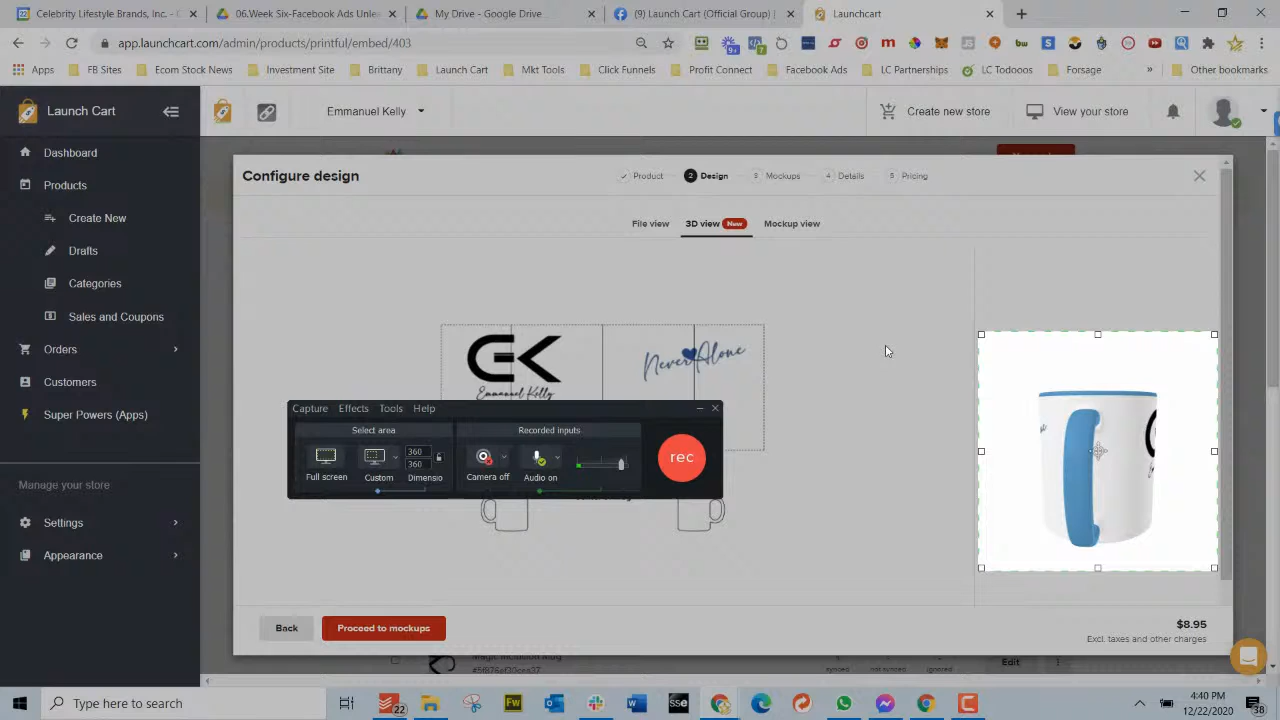 Celebrity Lifestyle Brands, Inc. - C
06.Week Six-Facebook Ads Unle
My Drive - Google Drive
(9) Launch Cart (Official Group) |
Launchcart
app.launchcart.com/admin/products/printful/embed/403
Apps
FB Sites
Ecom Stock News
Investment Site
Brittany
Launch Cart
Mkt Tools
Click Funnels
Profit Connect
Facebook Ads
LC Partnerships
LC Todooos
Forsage
»
Other bookmarks
Launch Cart
Emmanuel Kelly
Create new store
View your store
Dashboard
Products
Create New
Drafts
Categories
Sales and Coupons
Orders
Customers
Super Powers (Apps)
Manage your store
Settings
Appearance
Configure design
Product
2 Design
3 Mockups
4 Details
5 Pricing
File view
3D view New
Mockup view
EK
Emmanuel Kelly
Never Alone
Capture
Effects
Tools
Help
Select area
Recorded inputs
360
360
Full screen
Custom
Dimensio
Camera off
Audio on
rec
Back
Proceed to mockups
$8.95
Excl. taxes and other charges
Edit
Type here to search
22
4:40 PM
12/22/2020
38